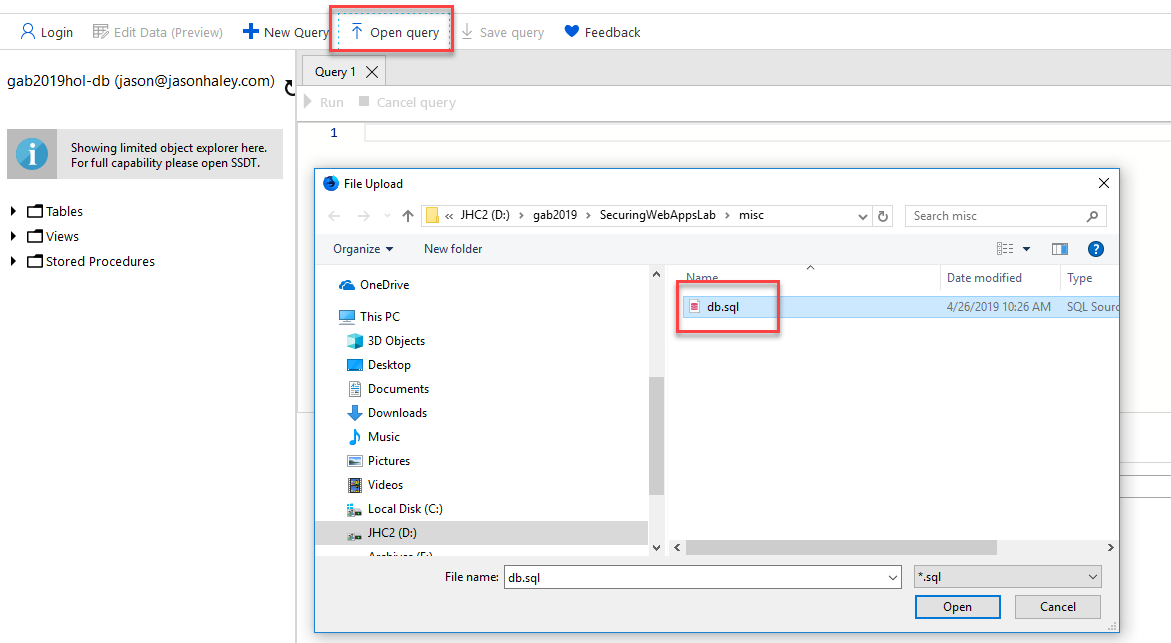 Login Edit Data (Preview) New Query Open query Save query Feedback
gab2019hol-db (jason@jasonhaley.com)
Query 1
Run Cancel query
1
Showing limited object explorer here.
For full capability please open SSDT.
Tables
Views
Stored Procedures
File Upload
« JHC2 (D:) › gab2019 › SecuringWebAppsLab › misc
Search misc
Organize New folder
OneDrive
This PC
3D Objects
Desktop
Documents
Downloads
Music
Pictures
Videos
Local Disk (C:)
JHC2 (D:)
Archives (E:)
Name Date modified Type
db.sql 4/26/2019 10:26 AM SQL Sourc
File name: db.sql *.sql
Open Cancel